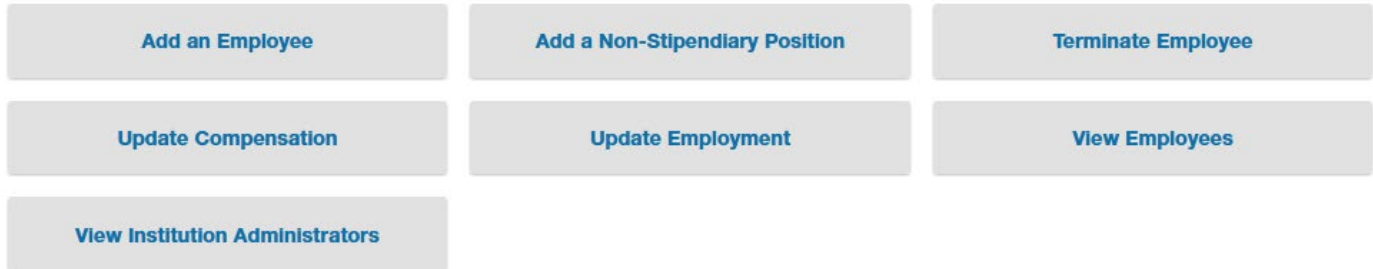 Add an Employee
Add a Non-Stipendiary Position
Terminate Employee
Update Compensation
Update Employment
View Employees
View Institution Administrators